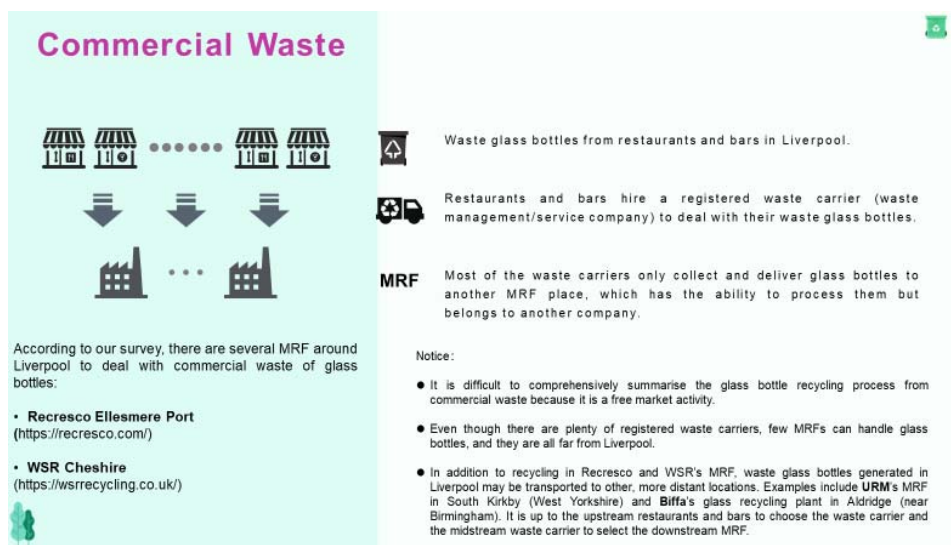 Commercial Waste
According to our survey, there are several MRF around
Liverpool to deal with commercial waste of glass
bottles:
• Recresco Ellesmere Port
(https://recresco.com/)
• WSR Cheshire
(https://wsrrecycling.co.uk/)
Waste glass bottles from restaurants and bars in Liverpool.
Restaurants and bars hire a registered waste carrier (waste
management/service company) to deal with their waste glass bottles.
MRF
Most of the waste carriers only collect and deliver glass bottles to
another MRF place, which has the ability to process them but
belongs to another company.
Notice:
● It is difficult to comprehensively summarise the glass bottle recycling process from
commercial waste because it is a free market activity.
● Even though there are plenty of registered waste carriers, few MRFs can handle glass
bottles, and they are all far from Liverpool.
● In addition to recycling in Recresco and WSR's MRF, waste glass bottles generated in
Liverpool may be transported to other, more distant locations. Examples include URM's MRF
in South Kirkby (West Yorkshire) and Biffa's glass recycling plant in Aldridge (near
Birmingham). It is up to the upstream restaurants and bars to choose the waste carrier and
the midstream waste carrier to select the downstream MRF.